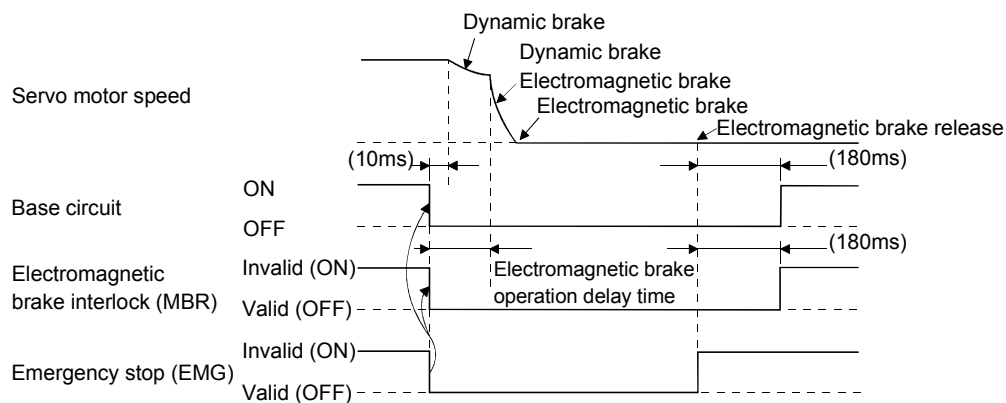 Dynamic brake
Dynamic brake
Electromagnetic brake
Electromagnetic brake
Servo motor speed
Electromagnetic brake release
(10ms)
(180ms)
ON
Base circuit
OFF
(180ms)
Invalid (ON)
Electromagnetic
brake interlock (MBR)
Electromagnetic brake
operation delay time
Valid (OFF)
Invalid (ON)
Emergency stop (EMG)
Valid (OFF)